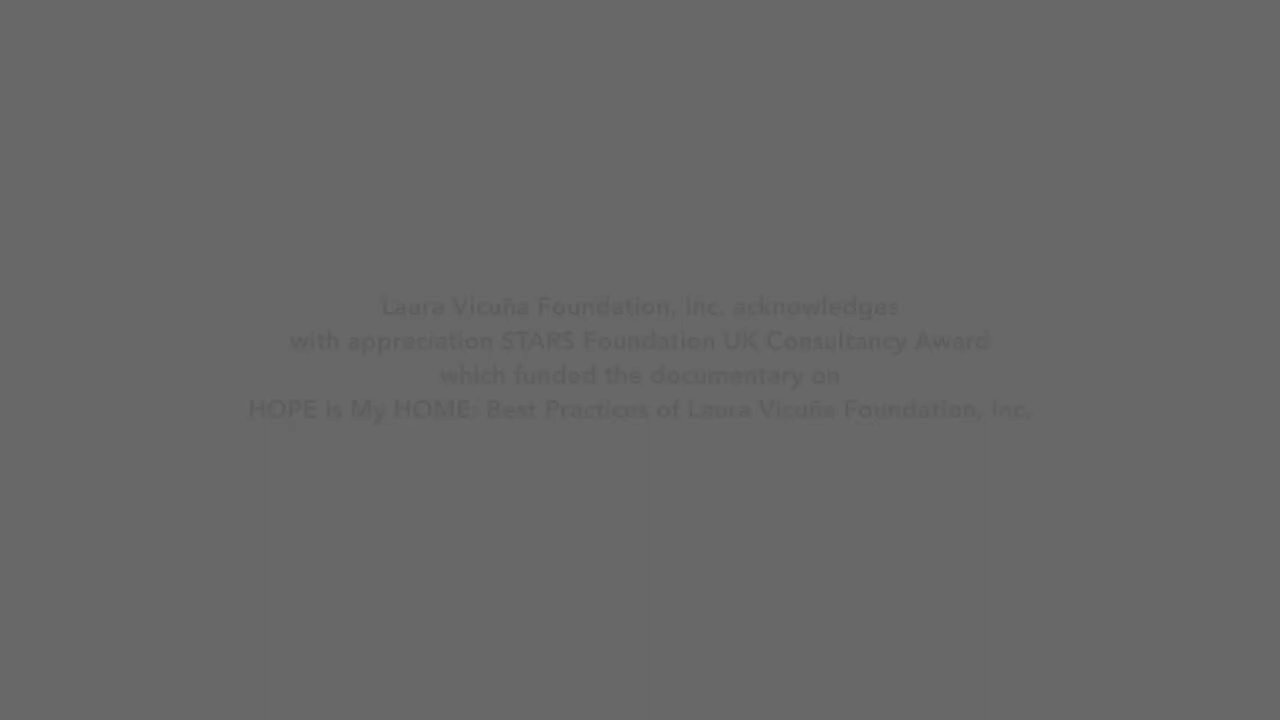 Laura Vicuña Foundation, Inc. acknowledges
with appreciation STARS Foundation UK Consultancy Award
which funded the documentary on
HOPE is My HOME: Best Practices of Laura Vicuña Foundation, Inc.